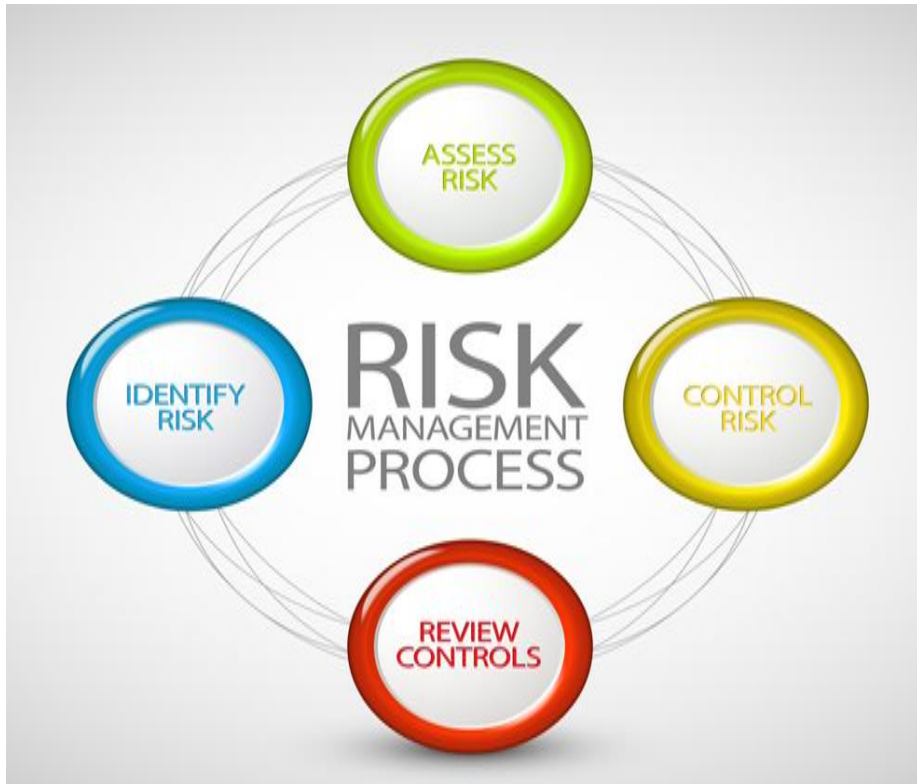 ASSESS
RISK
IDENTIFY
RISK
RISK
MANAGEMENT
PROCESS
CONTROL
RISK
REVIEW
CONTROLS